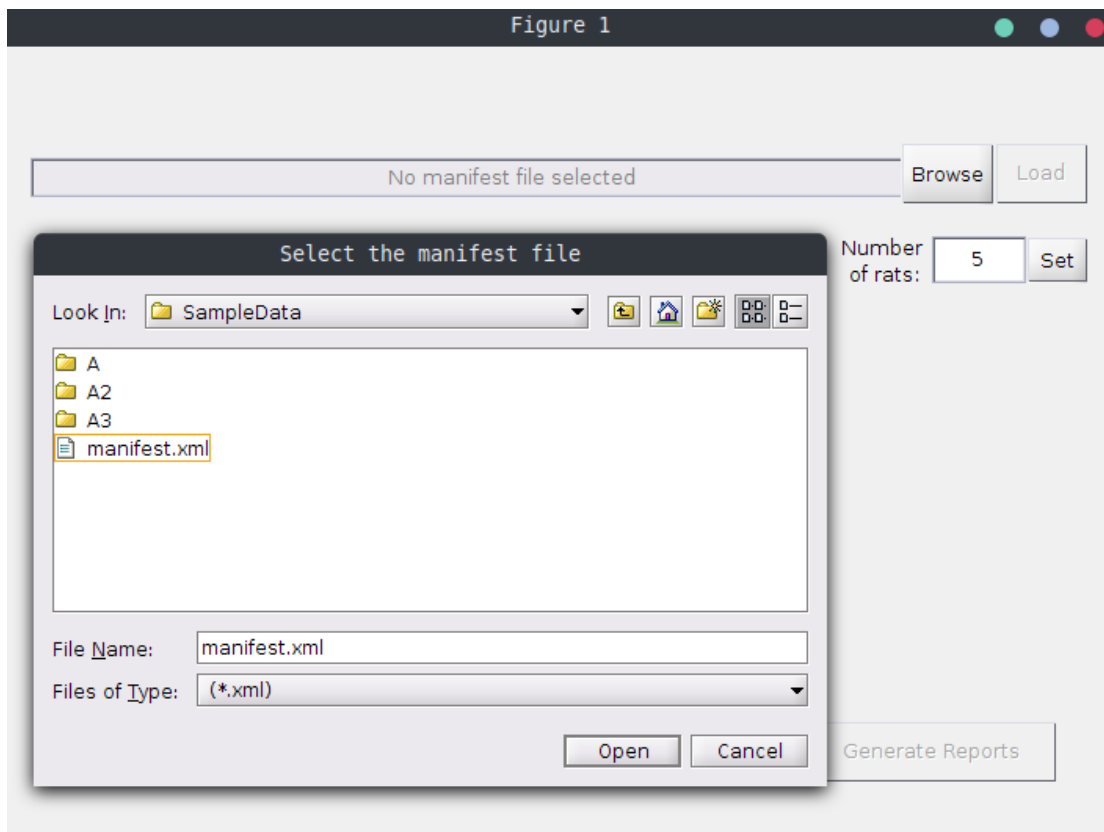 Figure 1
No manifest file selected
Browse
Load
Select the manifest file
Number
of rats:
5
Set
Look In:
SampleData
A
A2
A3
manifest.xml
File Name:
manifest.xml
Files of Type:
(*.xml)
Open
Cancel
Generate Reports